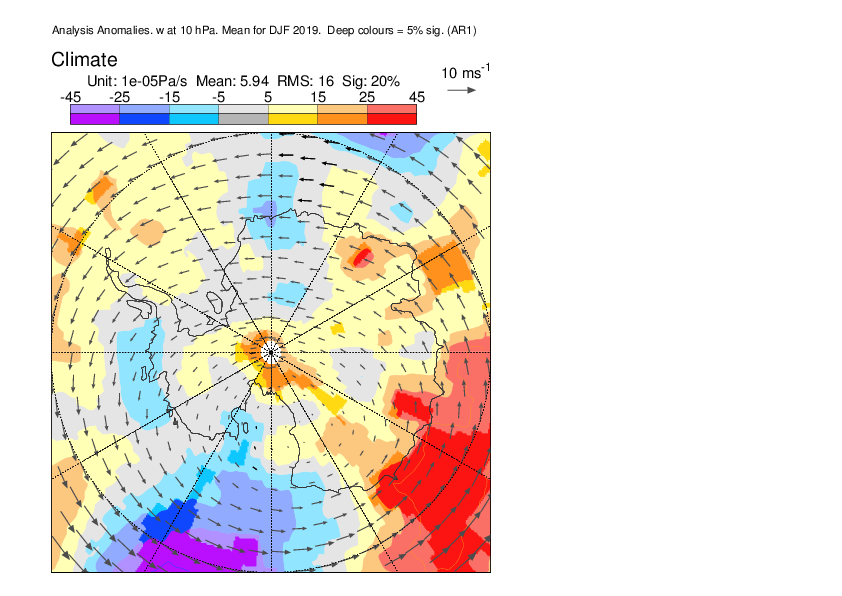 Analysis Anomalies. w at 10 hPa. Mean for DJF 2019.  Deep colours = 5% sig. (AR1)
Climate
Unit: 1e-05Pa/s  Mean: 5.94  RMS: 16  Sig: 20%
10 ms-1
-45 -25 -15 -5 5 15 25 45